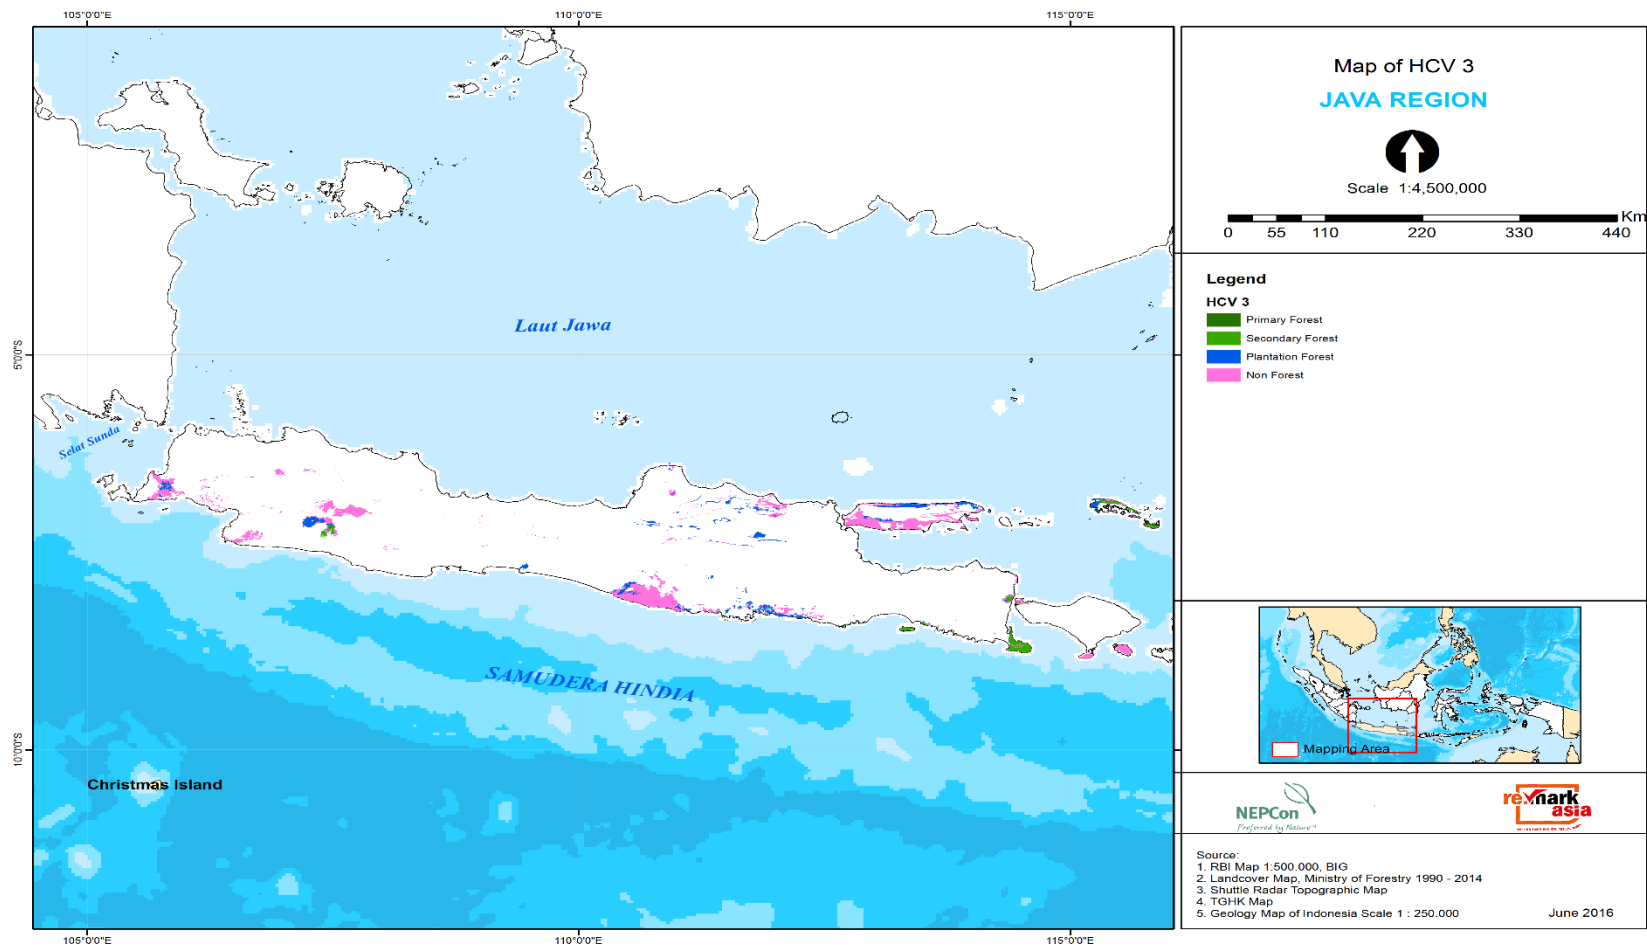 105°0'0"E
110°0'0"E
115°0'0"E
5°0'0"S
10°0'0"S
Laut Jawa
Selat Sunda
SAMUDERA HINDIA
Christmas Island
105°0'0"E
110°0'0"E
115°0'0"E
Map of HCV 3
JAVA REGION
Scale 1:4,500,000
Km
0 55 110 220 330 440
Legend
HCV 3
Primary Forest
Secondary Forest
Plantation Forest
Non Forest
Mapping Area
NEPCon
Preferred by Nature™
re.mark
asia
Source:
1. RBI Map 1:500.000, BIG
2. Landcover Map, Ministry of Forestry 1990 - 2014
3. Shuttle Radar Topographic Map
4. TGHK Map
5. Geology Map of Indonesia Scale 1 : 250.000
June 2016